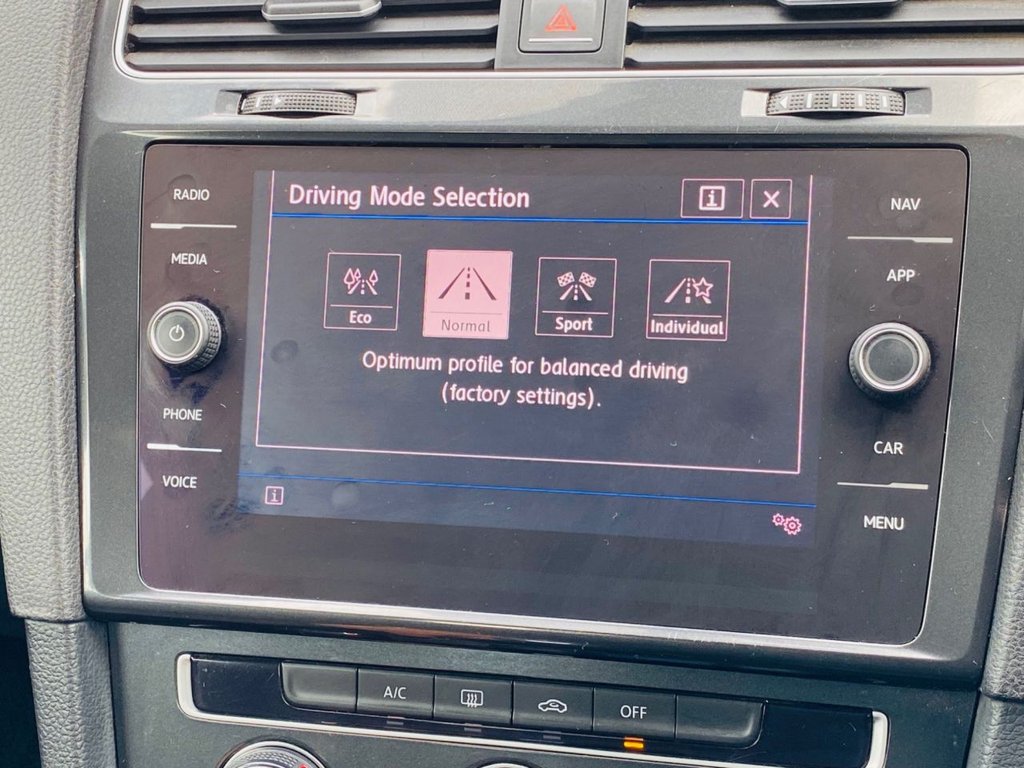 RADIO
MEDIA
PHONE
VOICE
Driving Mode Selection
i
Eco
Normal
Sport
Individual
Optimum profile for balanced driving
(factory settings).
i
NAV
APP
CAR
MENU
A/C
OFF